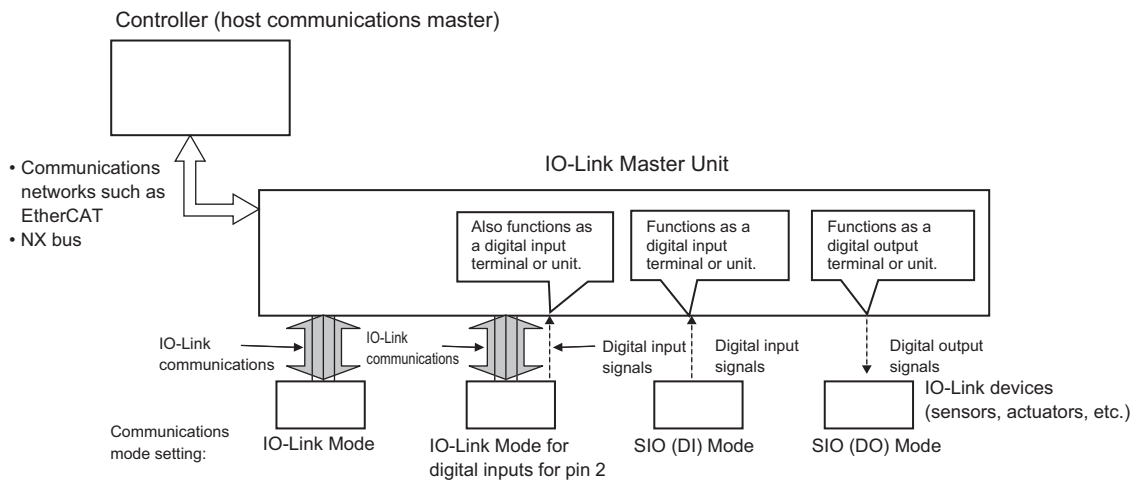 Controller (host communications master)
• Communications
networks such as
EtherCAT
• NX bus
IO-Link Master Unit
Also functions as
a digital input
terminal or unit.
Functions as a
digital input
terminal or unit.
Functions as a
digital output
terminal or unit.
IO-Link
communications
IO-Link
communications
Digital input
signals
Digital input
signals
Digital output
signals
IO-Link devices
(sensors, actuators, etc.)
Communications
mode setting:
IO-Link Mode
IO-Link Mode for
digital inputs for pin 2
SIO (DI) Mode
SIO (DO) Mode